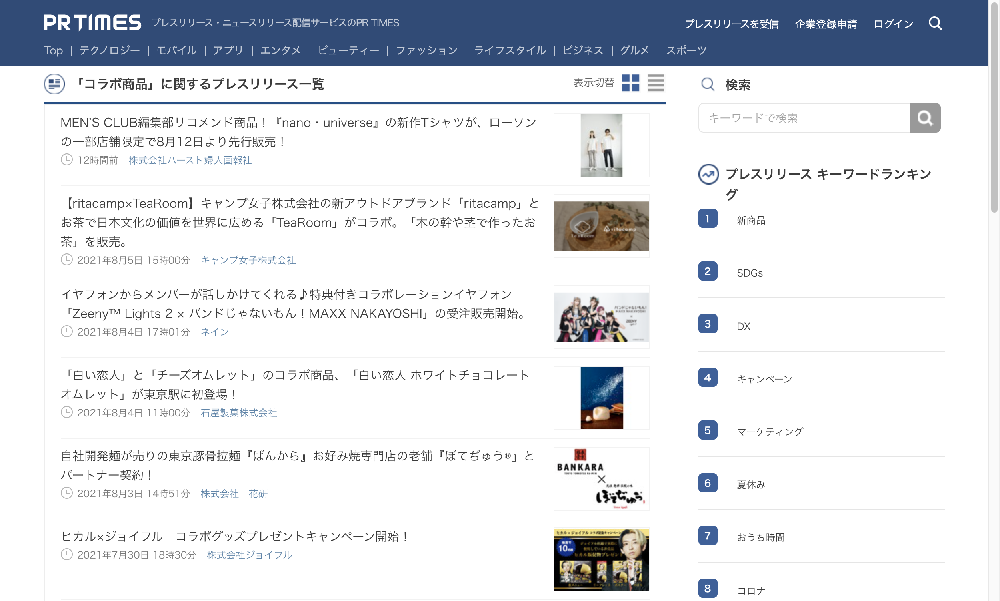 PR TIMES プレスリリース・ニュースリリース配信サービスのPR TIMES
プレスリリースを受信 企業登録申請 ログイン
Top | テクノロジー | モバイル | アプリ | エンタメ | ビューティー | ファッション | ライフスタイル | ビジネス | グルメ | スポーツ
「コラボ商品」に関するプレスリリース一覧
表示切替
MEN’S CLUB編集部リコメンド商品！『nano・universe』の新作Tシャツが、ローソン
の一部店舗限定で8月12日より先行販売！
12時間前 株式会社ハースト婦人画報社
【ritacamp×TeaRoom】キャンプ女子株式会社の新アウトドアブランド「ritacamp」と
お茶で日本文化の価値を世界に広める「TeaRoom」がコラボ。「木の幹や茎で作ったお
茶」を販売。
2021年8月5日 15時00分 キャンプ女子株式会社
TeaRoom ritacamp
イヤフォンからメンバーが話しかけてくれる♪特典付きコラボレーションイヤフォン
「Zeeny™ Lights 2 × バンドじゃないもん！MAXX NAKAYOSHI」の受注販売開始。
2021年8月4日 17時01分 ネイン
バンドじゃないもん!
MAXX NAKAYOSHI
×
ZEENY
「白い恋人」と「チーズオムレット」のコラボ商品、「白い恋人 ホワイトチョコレート
オムレット」が東京駅に初登場！
2021年8月4日 11時00分 石屋製菓株式会社
自社開発麺が売りの東京豚骨拉麺『ばんから』お好み焼専門店の老舗『ぼてぢゅう®』と
パートナー契約！
2021年8月3日 14時51分 株式会社 花研
BANKARA
×
ぼてぢゅう
ヒカル×ジョイフル コラボグッズプレゼントキャンペーン開始！
2021年7月30日 18時30分 株式会社ジョイフル
ヒカル×ジョイフル コラボ記念キャンペーン
抽選で
10名様
ヒカル販促物プレゼント
検索
キーワードで検索
プレスリリース キーワードランキン
グ
1 新商品
2 SDGs
3 DX
4 キャンペーン
5 マーケティング
6 夏休み
7 おうち時間
8 コロナ